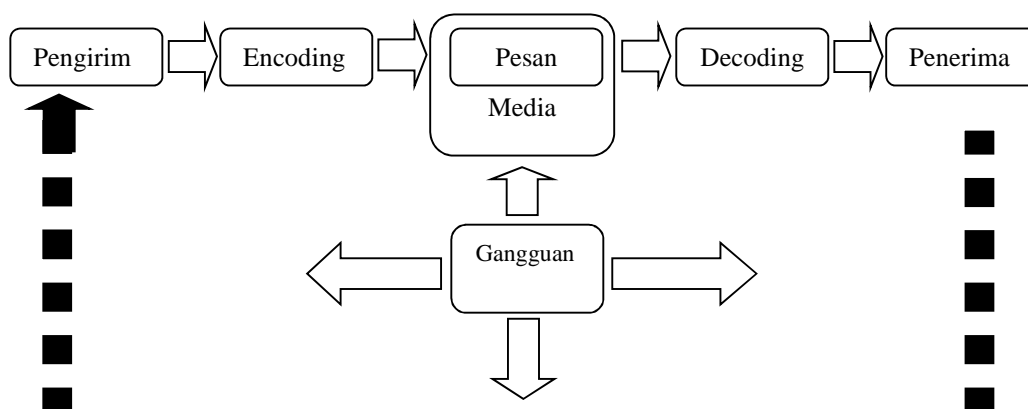 Pengirim
Encoding
Pesan
Media
Decoding
Penerima
Gangguan